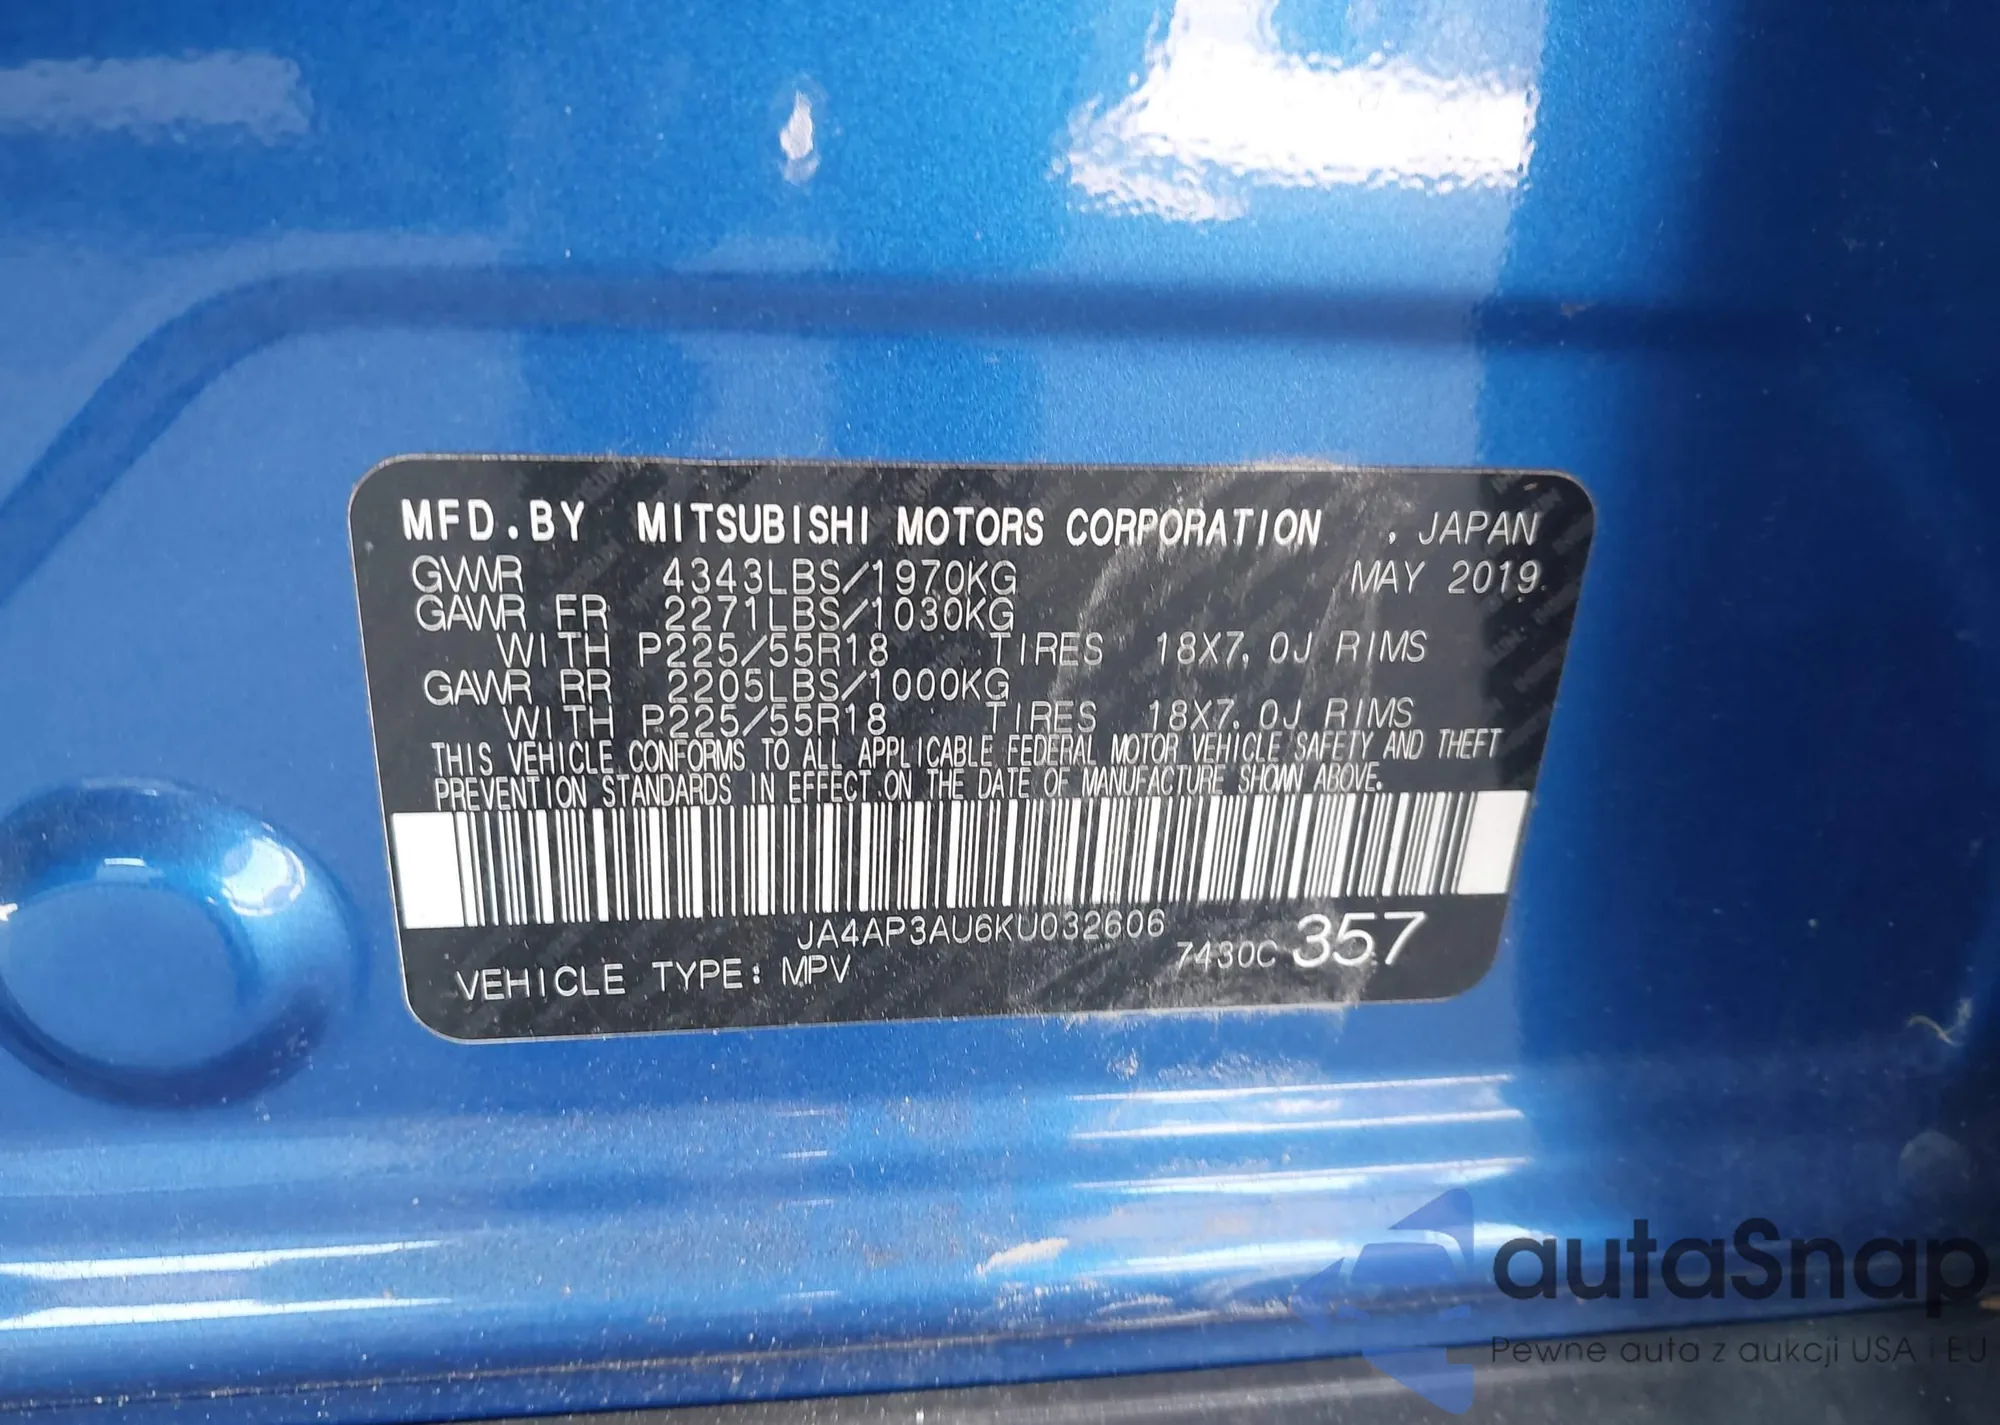 MFD.BY MITSUBISHI MOTORS CORPORATION , JAPAN
GVWR 4343LBS/1970KG MAY 2019
GAWR FR 2271LBS/1030KG
WITH P225/55R18 TIRES 18X7.0J RIMS
GAWR RR 2205LBS/1000KG
WITH P225/55R18 TIRES 18X7.0J RIMS
THIS VEHICLE CONFORMS TO ALL APPLICABLE FEDERAL MOTOR VEHICLE SAFETY AND THEFT
PREVENTION STANDARDS IN EFFECT ON THE DATE OF MANUFACTURE SHOWN ABOVE.
JA4AP3AU6KU032606
VEHICLE TYPE: MPV 7430C 357
autaSnap
Pewne auta z aukcji USA i EU